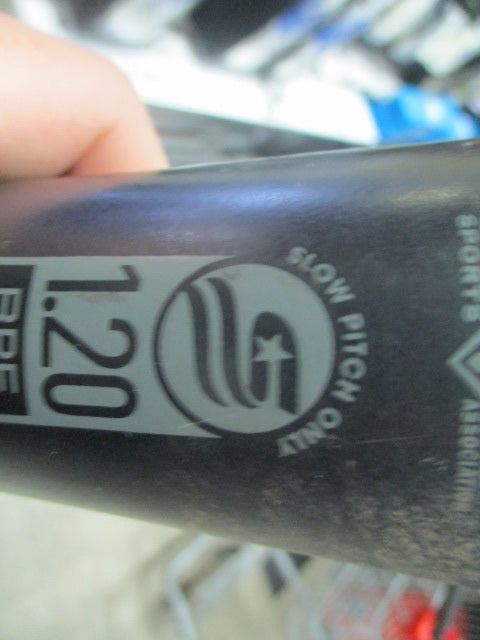 1.20
BPF
SLOW PITCH ONLY
SPORTS
ASSOCIATION